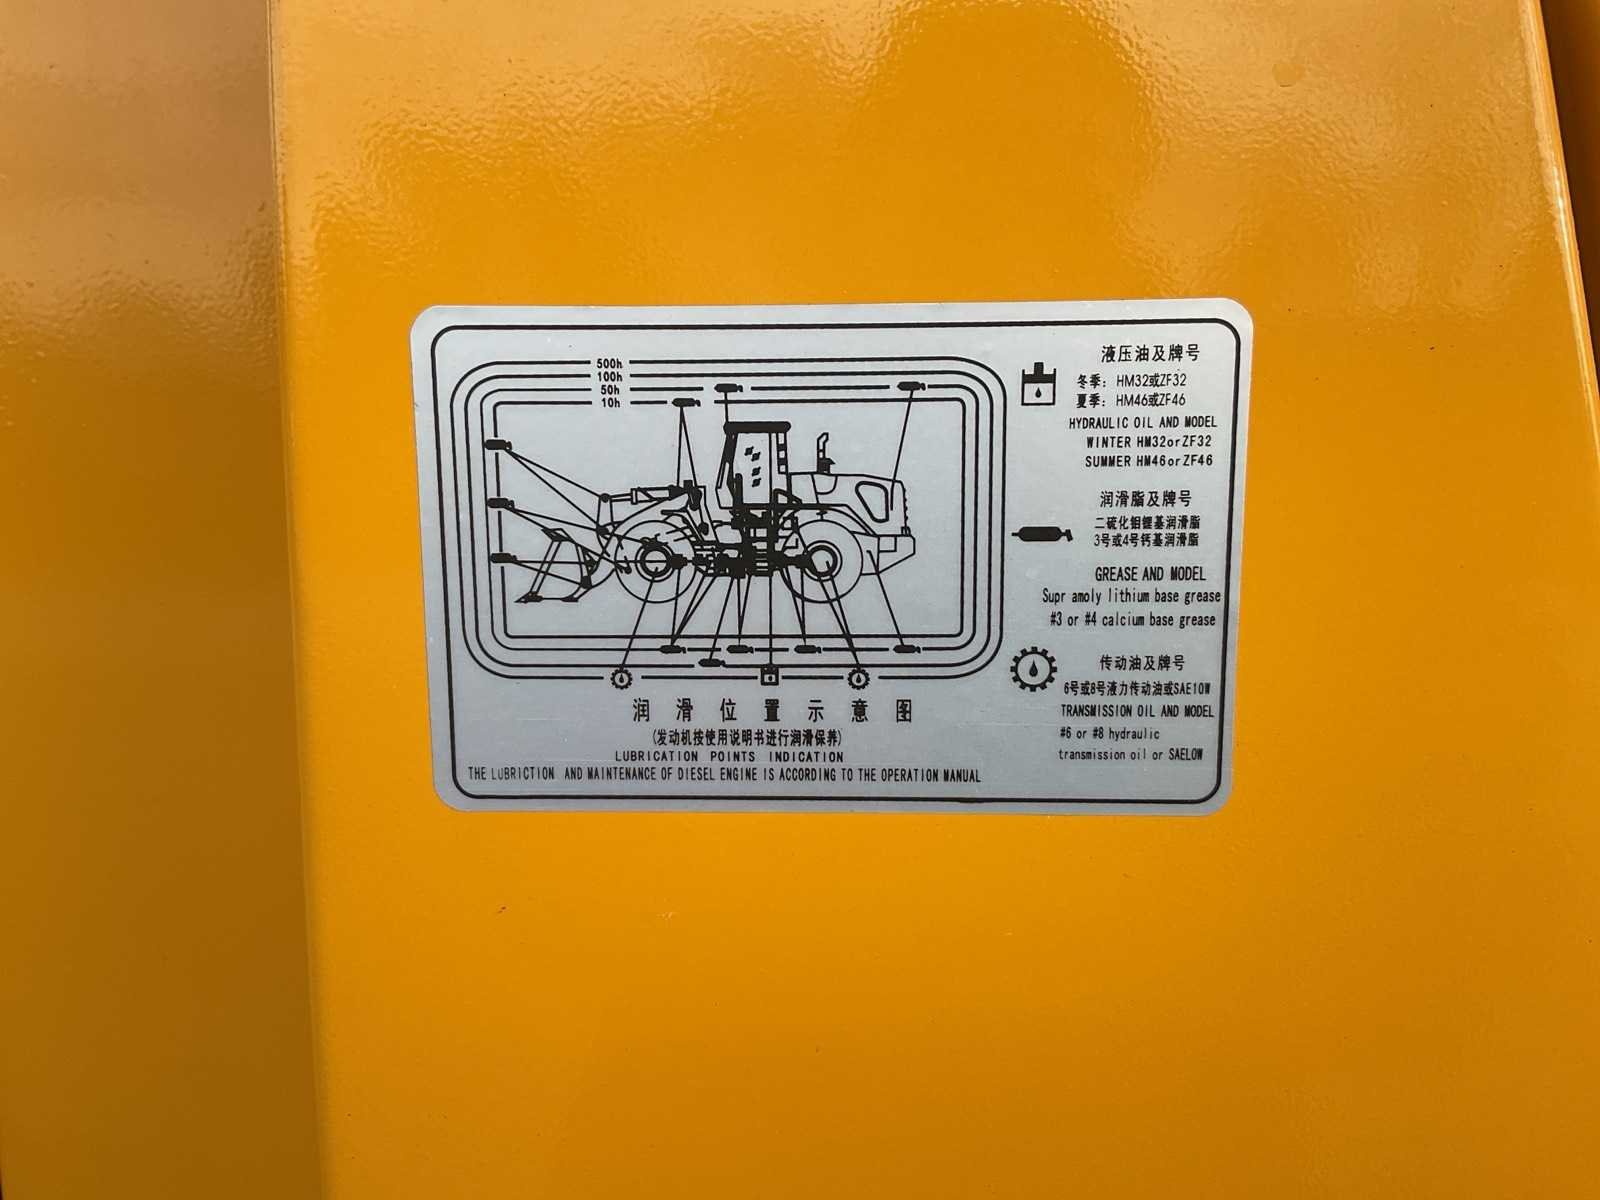 500h
100h
50h
10h
润滑位置示意图
(发动机按使用说明书进行润滑保养)
LUBRICATION POINTS INDICATION
THE LUBRICTION AND MAINTENANCE OF DIESEL ENGINE IS ACCORDING TO THE OPERATION MANUAL
液压油及牌号
冬季: HM32或ZF32
夏季: HM46或ZF46
HYDRAULIC OIL AND MODEL
WINTER HM32orZF32
SUMMER HM46orZF46
润滑脂及牌号
二硫化钼锂基润滑脂
3号或4号钙基润滑脂
GREASE AND MODEL
Supr amoly lithium base grease
#3 or #4 calcium base grease
传动油及牌号
6号或8号液力传动油或SAE10W
TRANSMISSION OIL AND MODEL
#6 or #8 hydraulic
transmission oil or SAELOW